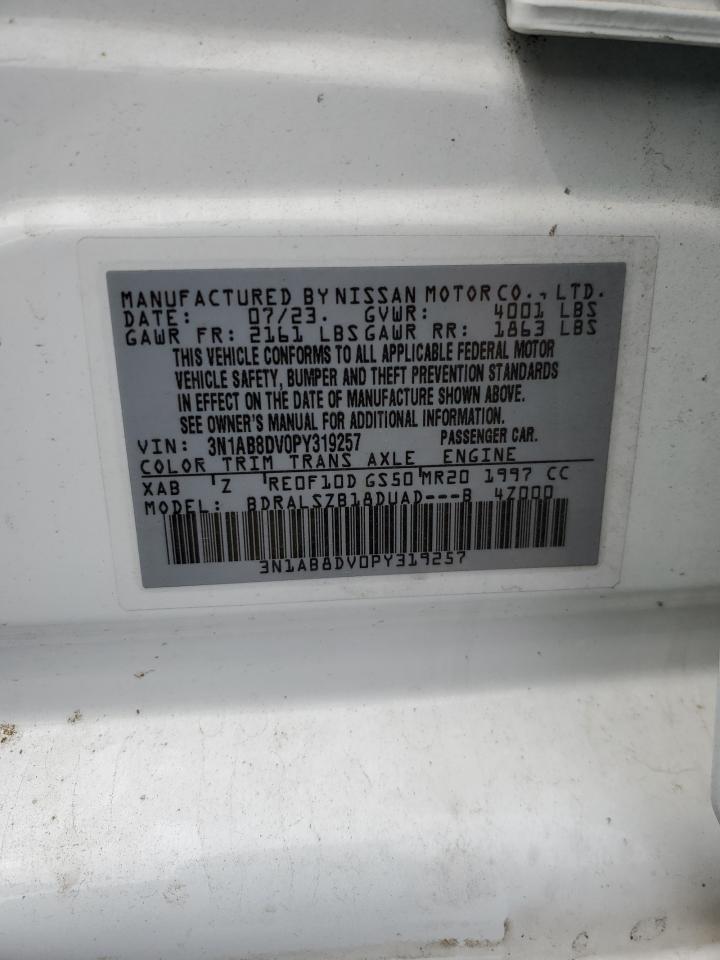 MANUFACTURED BY NISSAN MOTOR CO., LTD.
DATE: 07/23. GVWR: 4001 LBS
GAWR FR: 2161 LBS GAWR RR: 1863 LBS
THIS VEHICLE CONFORMS TO ALL APPLICABLE FEDERAL MOTOR
VEHICLE SAFETY, BUMPER AND THEFT PREVENTION STANDARDS
IN EFFECT ON THE DATE OF MANUFACTURE SHOWN ABOVE.
SEE OWNER'S MANUAL FOR ADDITIONAL INFORMATION.
VIN: 3N1AB8DV0PY319257 PASSENGER CAR.
COLOR TRIM TRANS AXLE ENGINE
XAB Z RE0F10D GS50 MR20 1997 CC
MODEL: BDRALSZB18DUAD---B 4Z000
3N1AB8DV0PY319257